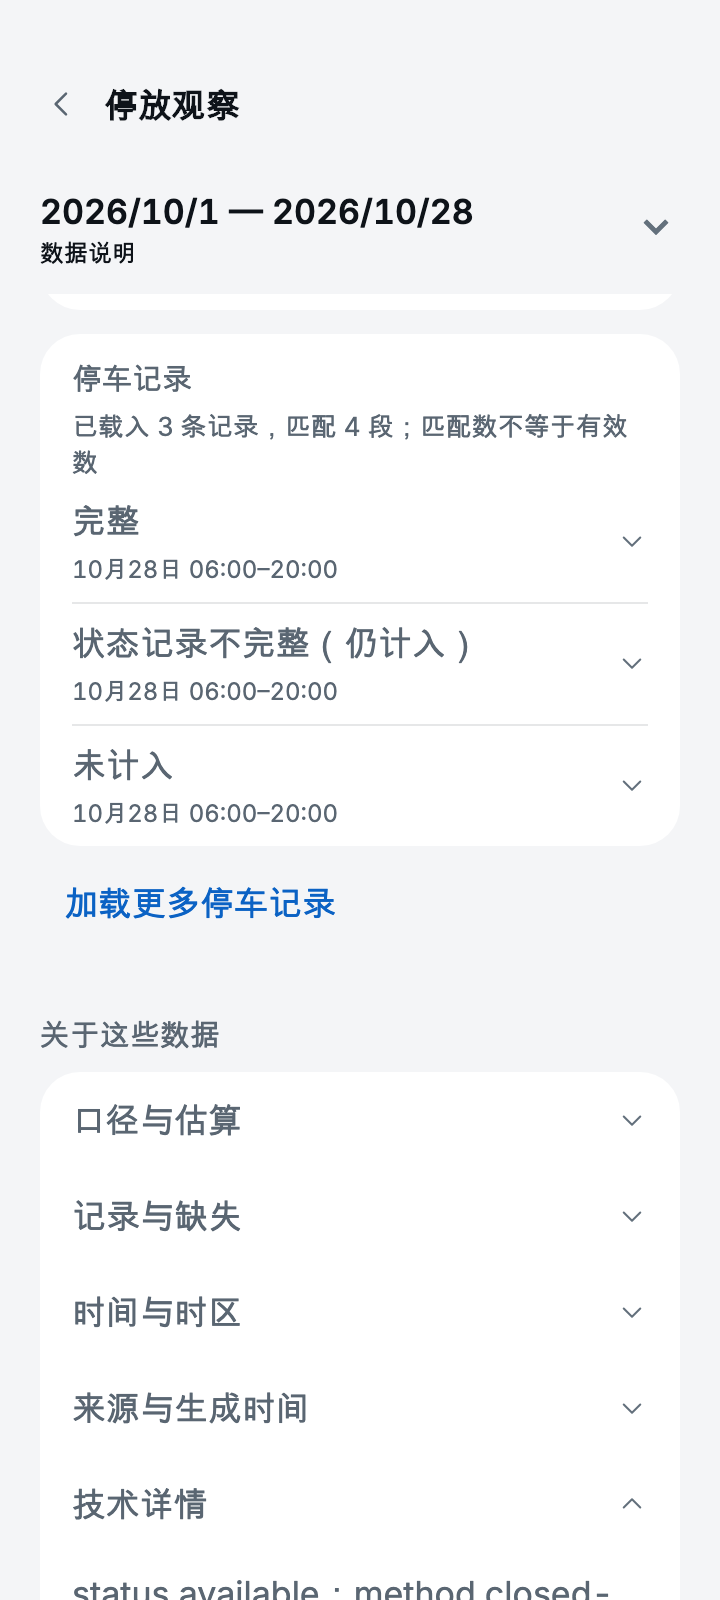 停放观察
2026/10/1 — 2026/10/28
数据说明
停车记录
已载入 3 条记录，匹配 4 段；匹配数不等于有效
数
完整
10月28日 06:00–20:00
状态记录不完整（仍计入）
10月28日 06:00–20:00
未计入
10月28日 06:00–20:00
加载更多停车记录
关于这些数据
口径与估算
记录与缺失
时间与时区
来源与生成时间
技术详情
status available；method closed-